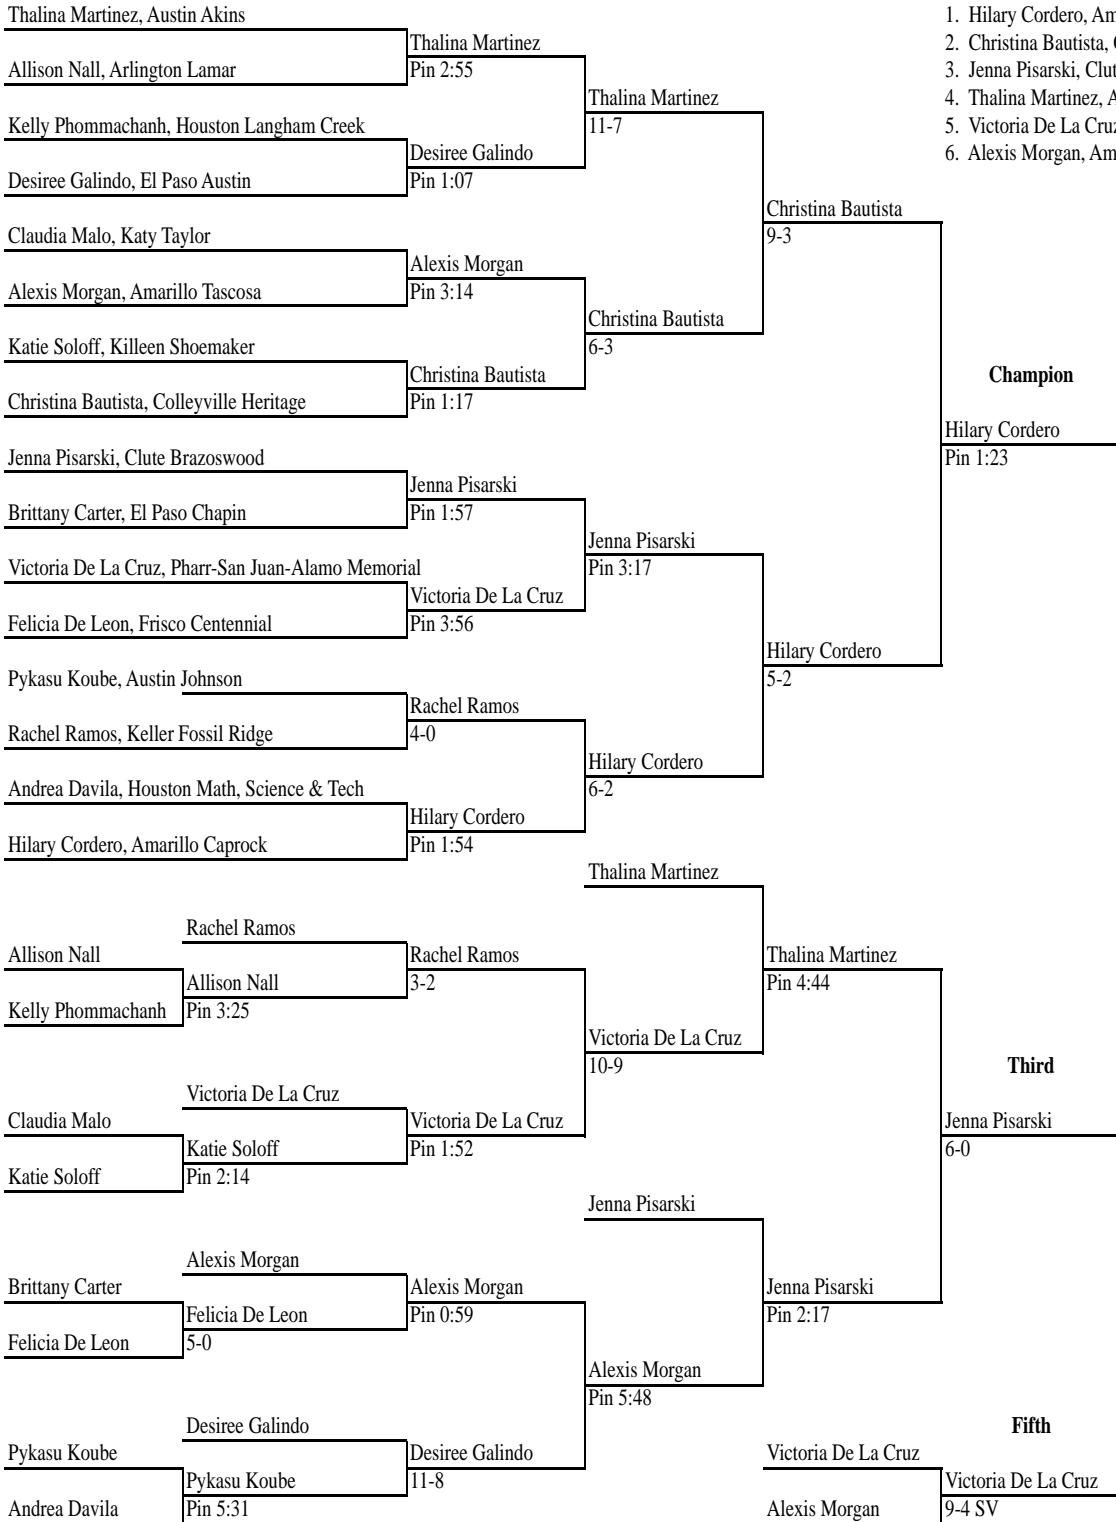 Thalina Martinez, Austin Akins
Allison Nall, Arlington Lamar
Kelly Phommachanh, Houston Langham Creek
Desiree Galindo, El Paso Austin
Claudia Malo, Katy Taylor
Alexis Morgan, Amarillo Tascosa
Katie Soloff, Killeen Shoemaker
Christina Bautista, Colleyville Heritage
Jenna Pisarski, Clute Brazoswood
Brittany Carter, El Paso Chapin
Victoria De La Cruz, Pharr-San Juan-Alamo Memorial
Felicia De Leon, Frisco Centennial
Pykasu Koube, Austin Johnson
Rachel Ramos, Keller Fossil Ridge
Andrea Davila, Houston Math, Science & Tech
Hilary Cordero, Amarillo Caprock
Thalina Martinez
Pin 2:55
Desiree Galindo
Pin 1:07
Alexis Morgan
Pin 3:14
Christina Bautista
Pin 1:17
Jenna Pisarski
Pin 1:57
Victoria De La Cruz
Pin 3:56
Rachel Ramos
4-0
Hilary Cordero
Pin 1:54
Thalina Martinez
11-7
Christina Bautista
6-3
Jenna Pisarski
Pin 3:17
Hilary Cordero
6-2
Christina Bautista
9-3
Hilary Cordero
5-2
Champion
Hilary Cordero
Pin 1:23
1. Hilary Cordero, Am
2. Christina Bautista,
3. Jenna Pisarski, Clut
4. Thalina Martinez, A
5. Victoria De La Cruz
6. Alexis Morgan, Am
Allison Nall
Kelly Phommachanh
Claudia Malo
Katie Soloff
Brittany Carter
Felicia De Leon
Pykasu Koube
Andrea Davila
Rachel Ramos
Allison Nall
Pin 3:25
Victoria De La Cruz
Katie Soloff
Pin 2:14
Alexis Morgan
Felicia De Leon
5-0
Desiree Galindo
Pykasu Koube
Pin 5:31
Rachel Ramos
3-2
Victoria De La Cruz
Pin 1:52
Alexis Morgan
Pin 0:59
Desiree Galindo
11-8
Thalina Martinez
Victoria De La Cruz
10-9
Jenna Pisarski
Alexis Morgan
Pin 5:48
Thalina Martinez
Pin 4:44
Jenna Pisarski
Pin 2:17
Third
Jenna Pisarski
6-0
Fifth
Victoria De La Cruz
Alexis Morgan
Victoria De La Cruz
9-4 SV